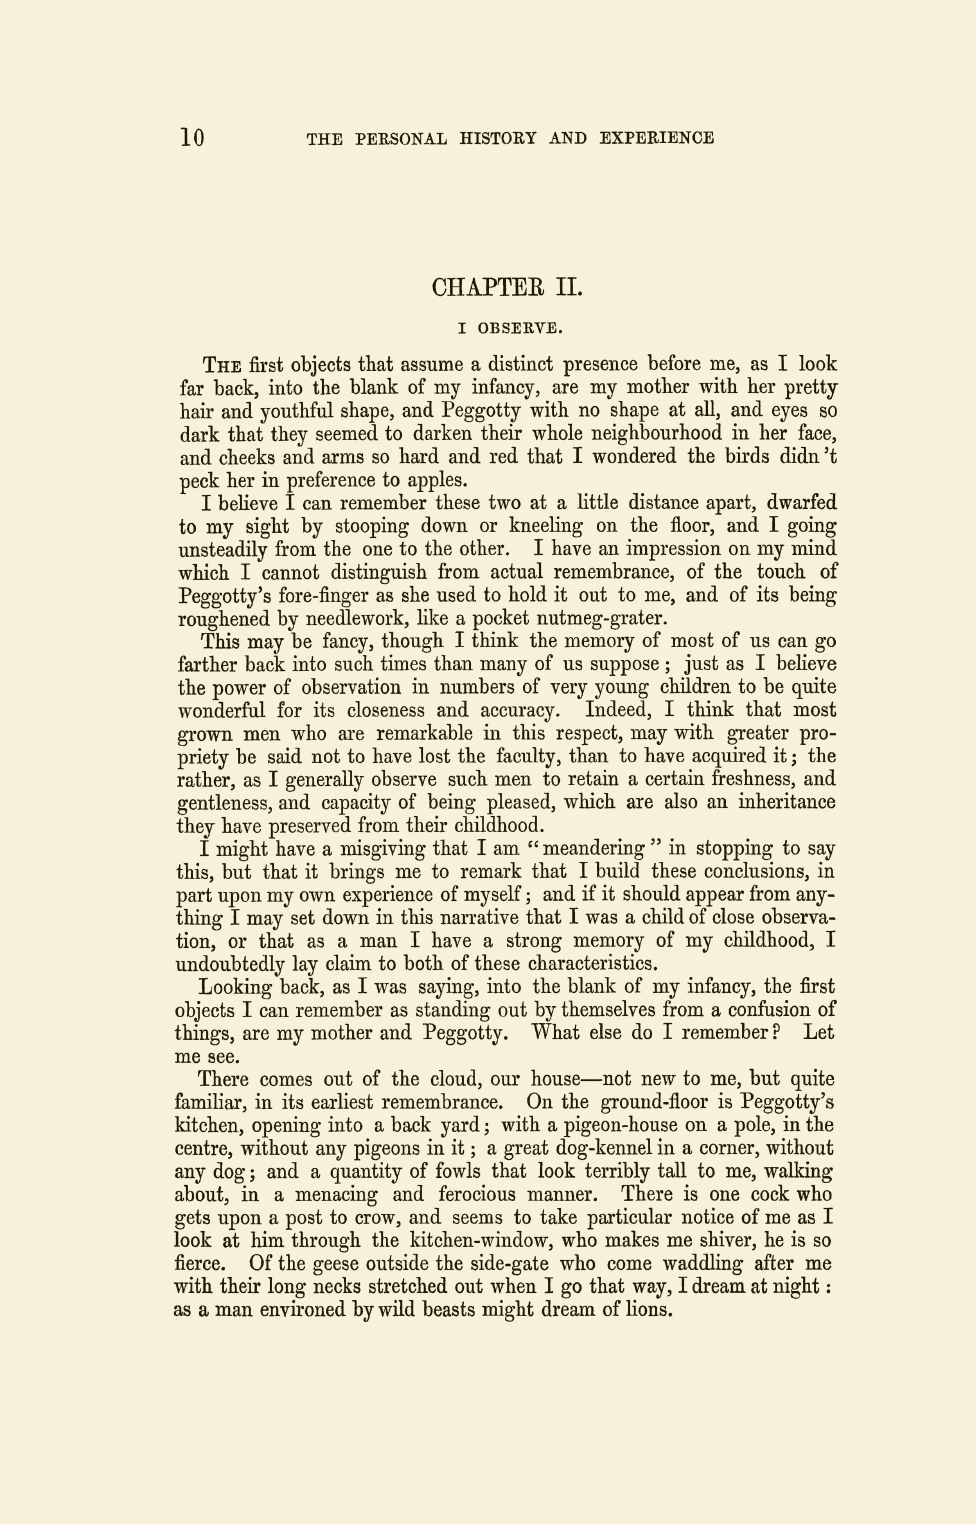 10 THE PERSONAL HISTORY AND EXPERIENCE
CHAPTER II.
I OBSERVE.
THE first objects that assume a distinct presence before me, as I look
far back, into the blank of my infancy, are my mother with her pretty
hair and youthful shape, and Peggotty with no shape at all, and eyes so
dark that they seemed to darken their whole neighbourhood in her face,
and cheeks and arms so hard and red that I wondered the birds didn't
peck her in preference to apples.
I believe I can remember these two at a little distance apart, dwarfed
to my sight by stooping down or kneeling on the floor, and I going
unsteadily from the one to the other. I have an impression on my mind
which I cannot distinguish from actual remembrance, of the touch of
Peggotty's fore-finger as she used to hold it out to me, and of its being
roughened by needlework, like a pocket nutmeg-grater.
This may be fancy, though I think the memory of most of us can go
farther back into such times than many of us suppose; just as I believe
the power of observation in numbers of very young children to be quite
wonderful for its closeness and accuracy. Indeed, I think that most
grown men who are remarkable in this respect, may with greater pro-
priety be said not to have lost the faculty, than to have acquired it; the
rather, as I generally observe such men to retain a certain freshness, and
gentleness, and capacity of being pleased, which are also an inheritance
they have preserved from their childhood.
I might have a misgiving that I am "meandering" in stopping to say
this, but that it brings me to remark that I build these conclusions, in
part upon my own experience of myself; and if it should appear from any-
thing I may set down in this narrative that I was a child of close observa-
tion, or that as a man I have a strong memory of my childhood, I
undoubtedly lay claim to both of these characteristics.
Looking back, as I was saying, into the blank of my infancy, the first
objects I can remember as standing out by themselves from a confusion of
things, are my mother and Peggotty. What else do I remember? Let
me see.
There comes out of the cloud, our house—not new to me, but quite
familiar, in its earliest remembrance. On the ground-floor is Peggotty's
kitchen, opening into a back yard; with a pigeon-house on a pole, in the
centre, without any pigeons in it; a great dog-kennel in a corner, without
any dog; and a quantity of fowls that look terribly tall to me, walking
about, in a menacing and ferocious manner. There is one cock who
gets upon a post to crow, and seems to take particular notice of me as I
look at him through the kitchen-window, who makes me shiver, he is so
fierce. Of the geese outside the side-gate who come waddling after me
with their long necks stretched out when I go that way, I dream at night:
as a man environed by wild beasts might dream of lions.